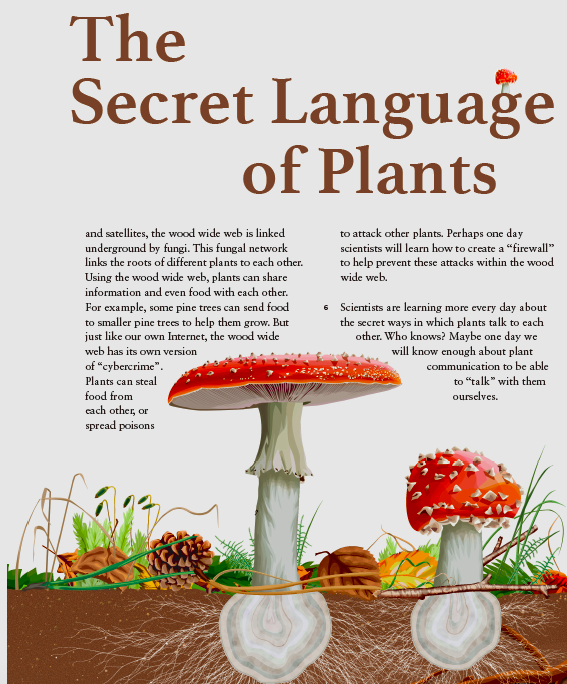 The
Secret Language
of Plants
and satellites, the wood wide web is linked
underground by fungi. This fungal network
links the roots of different plants to each other.
Using the wood wide web, plants can share
information and even food with each other.
For example, some pine trees can send food
to smaller pine trees to help them grow. But
just like our own Internet, the wood wide
web has its own version
of “cybercrime”.
Plants can steal
food from
each other, or
spread poisons
to attack other plants. Perhaps one day
scientists will learn how to create a “firewall”
to help prevent these attacks within the wood
wide web.
6 Scientists are learning more every day about
the secret ways in which plants talk to each
other. Who knows? Maybe one day we
will know enough about plant
communication to be able
to “talk” with them
ourselves.